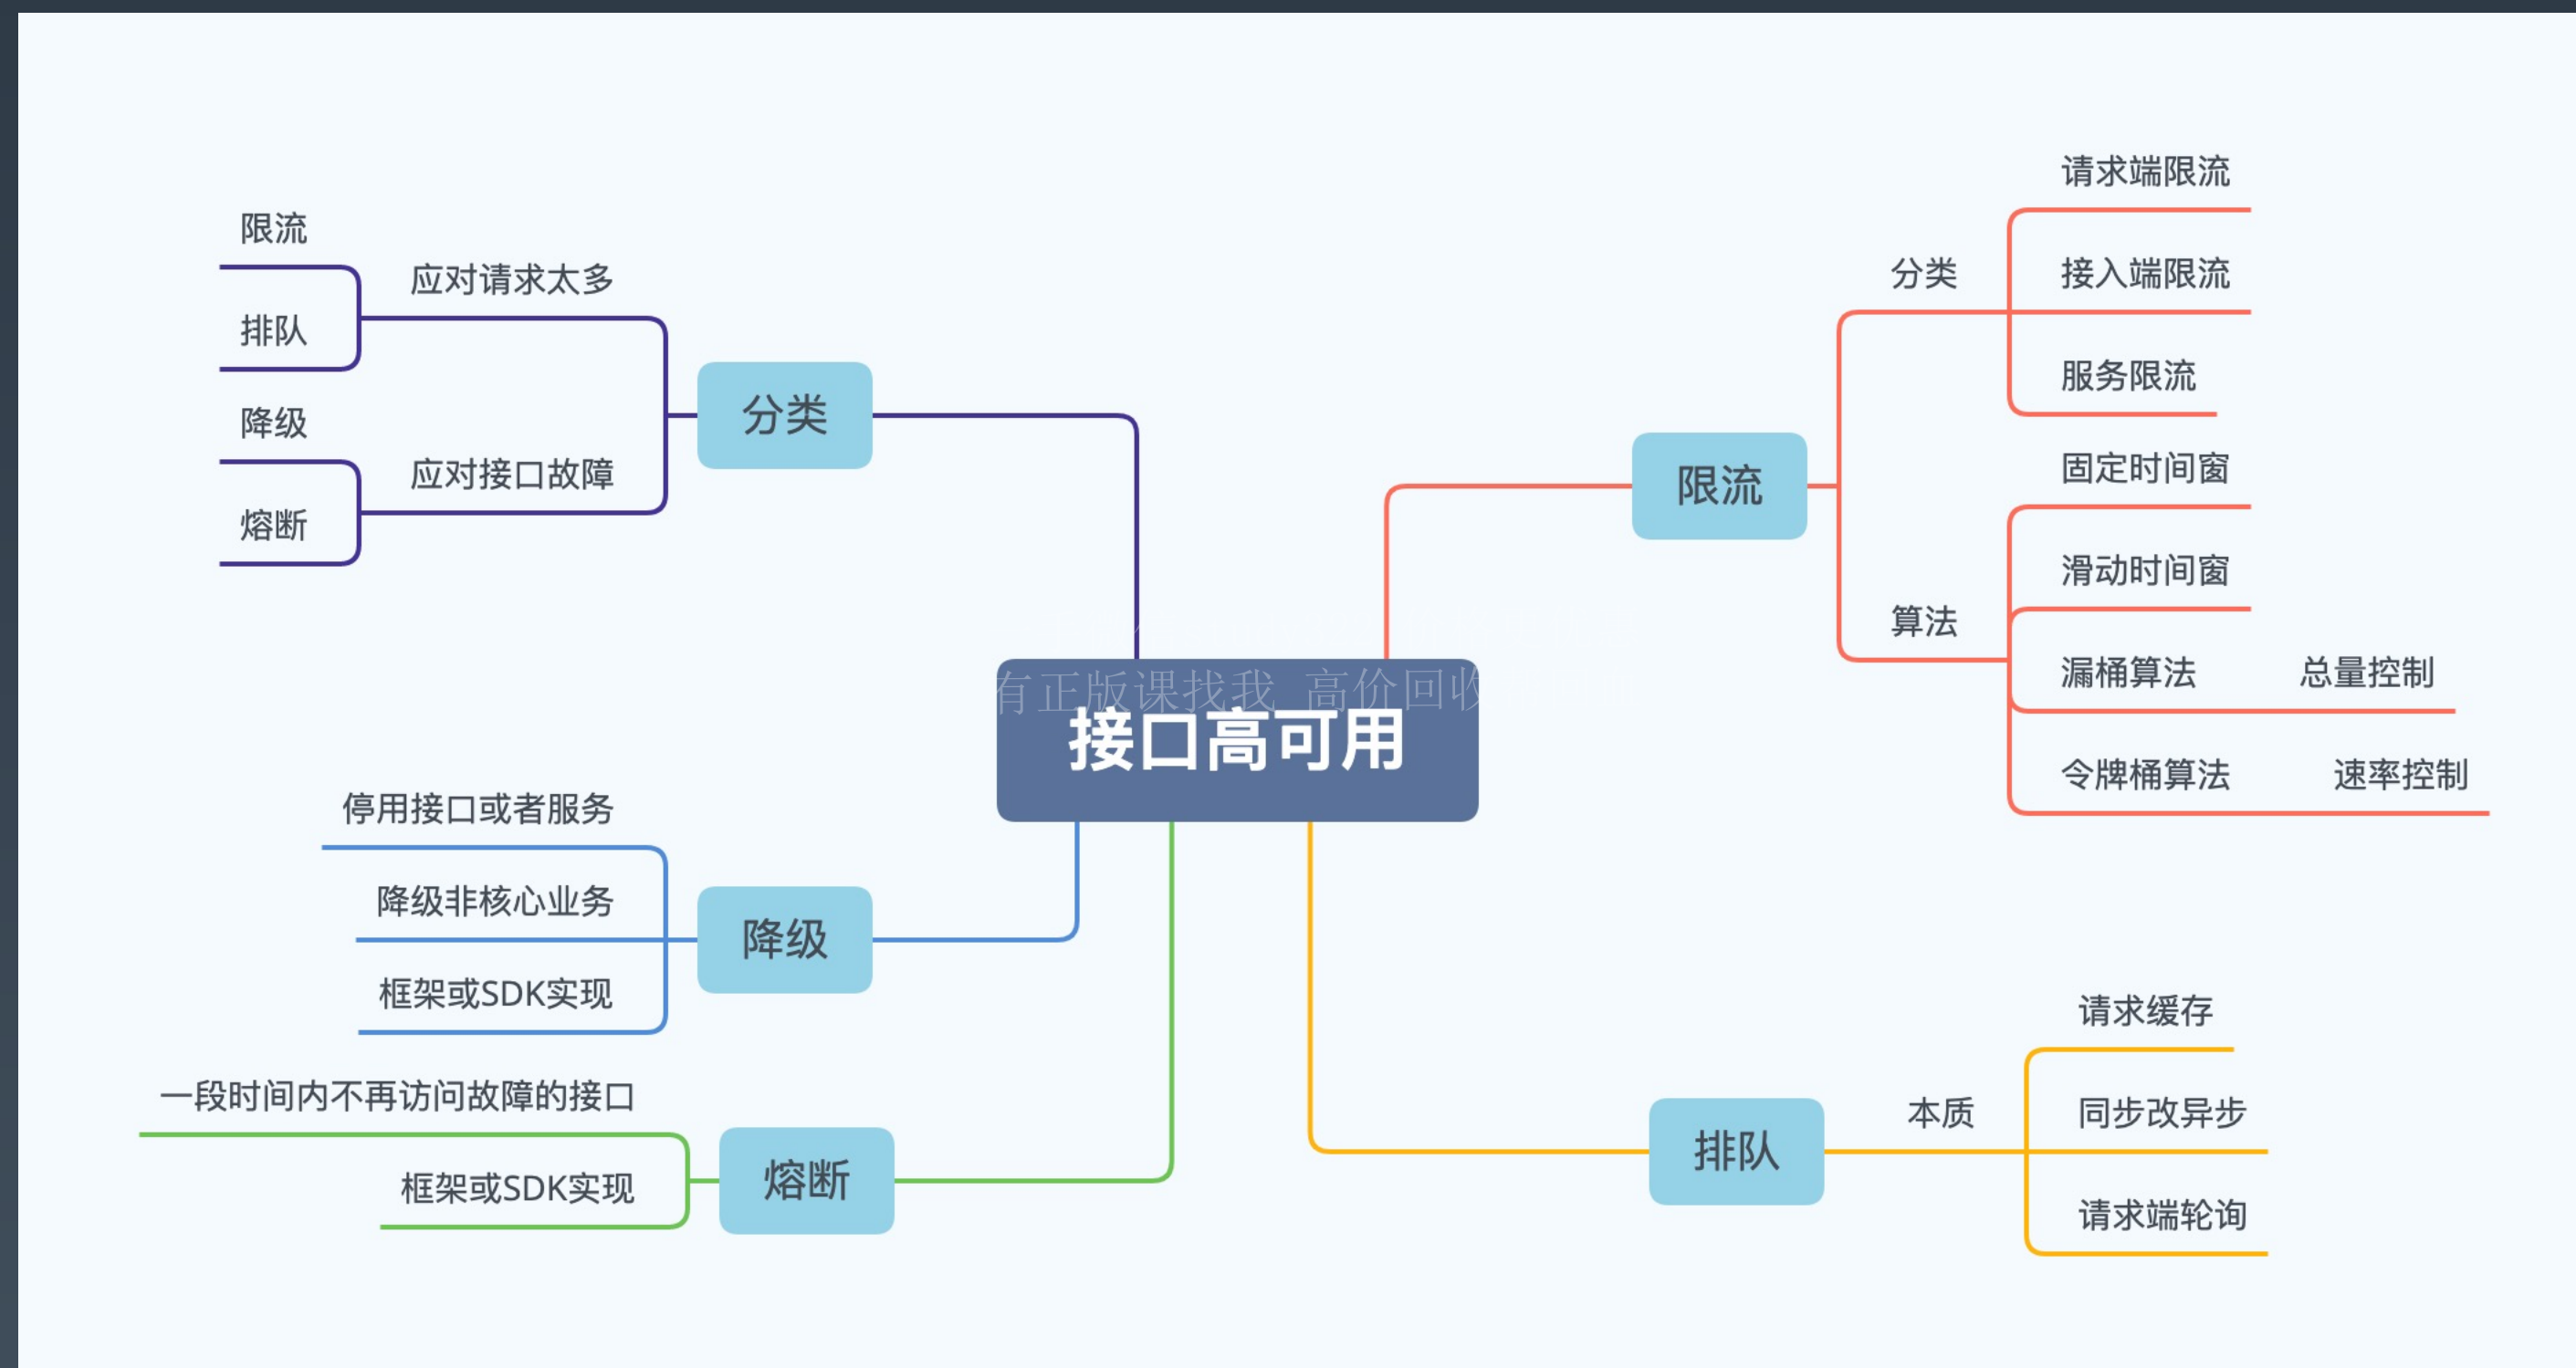 接口高可用
有正版课找我 高价回收
分类
应对请求太多
限流
排队
应对接口故障
降级
熔断
降级
停用接口或者服务
降级非核心业务
框架或SDK实现
熔断
一段时间内不再访问故障的接口
框架或SDK实现
限流
分类
请求端限流
接入端限流
服务限流
算法
固定时间窗
滑动时间窗
漏桶算法 总量控制
令牌桶算法 速率控制
排队
本质
请求缓存
同步改异步
请求端轮询